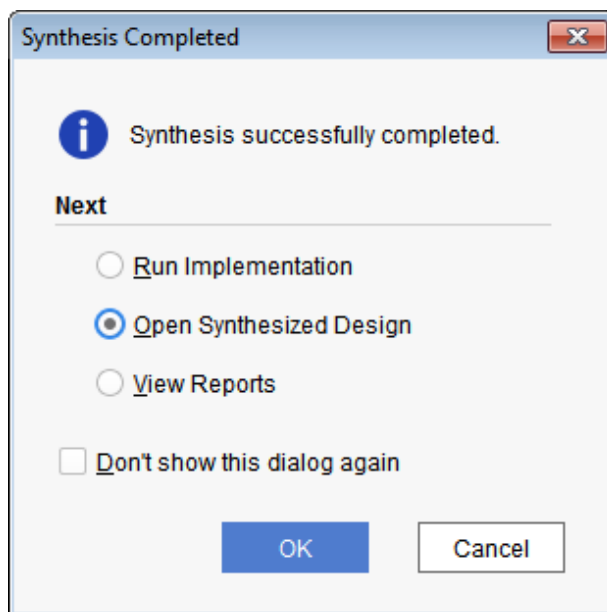 Synthesis Completed
Synthesis successfully completed.
Next
Run Implementation
Open Synthesized Design
View Reports
Don't show this dialog again
OK
Cancel